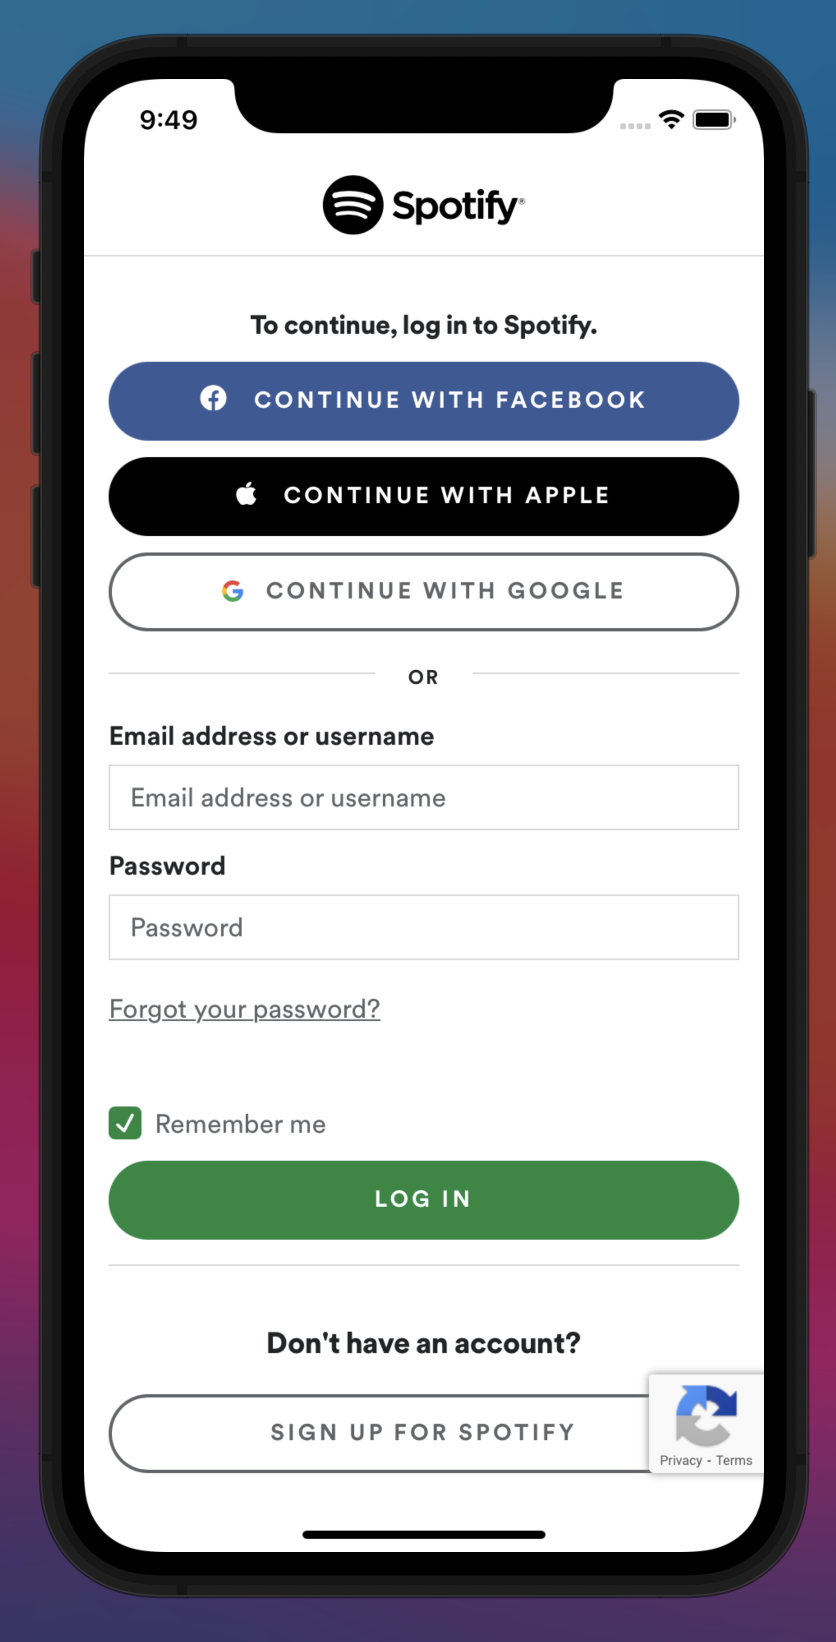 9:49
Spotify®
To continue, log in to Spotify.
CONTINUE WITH FACEBOOK
CONTINUE WITH APPLE
CONTINUE WITH GOOGLE
OR
Email address or username
Email address or username
Password
Password
Forgot your password?
Remember me
LOG IN
Don't have an account?
SIGN UP FOR SPOTIFY
Privacy - Terms